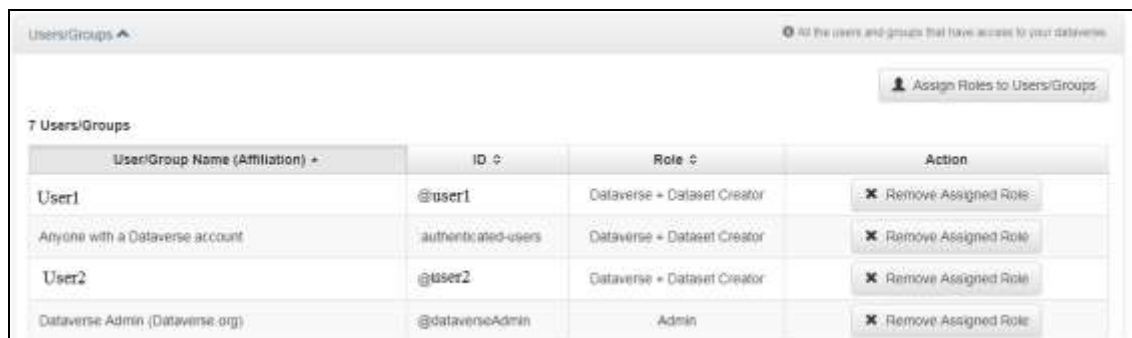 Users/Groups
All the users and groups that have access to your dataverse.
Assign Roles to Users/Groups
7 Users/Groups
User/Group Name (Affiliation) ID Role Action
User1 @user1 Dataverse + Dataset Creator Remove Assigned Role
Anyone with a Dataverse account :authenticated-users Dataverse + Dataset Creator Remove Assigned Role
User2 @user2 Dataverse + Dataset Creator Remove Assigned Role
Dataverse Admin (Dataverse.org) @dataverseAdmin Admin Remove Assigned Role